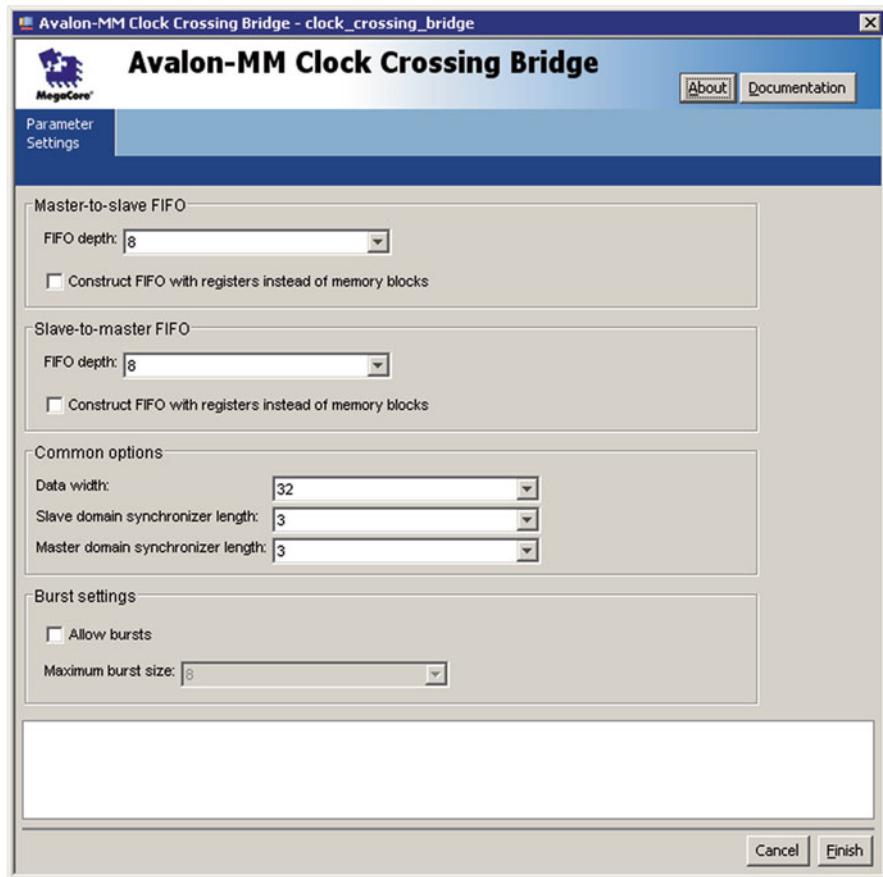 Avalon-MM Clock Crossing Bridge - clock_crossing_bridge
MegaCore®
Avalon-MM Clock Crossing Bridge
About
Documentation
Parameter
Settings
Master-to-slave FIFO
FIFO depth: 8
Construct FIFO with registers instead of memory blocks
Slave-to-master FIFO
FIFO depth: 8
Construct FIFO with registers instead of memory blocks
Common options
Data width: 32
Slave domain synchronizer length: 3
Master domain synchronizer length: 3
Burst settings
Allow bursts
Maximum burst size: 8
Cancel
Finish